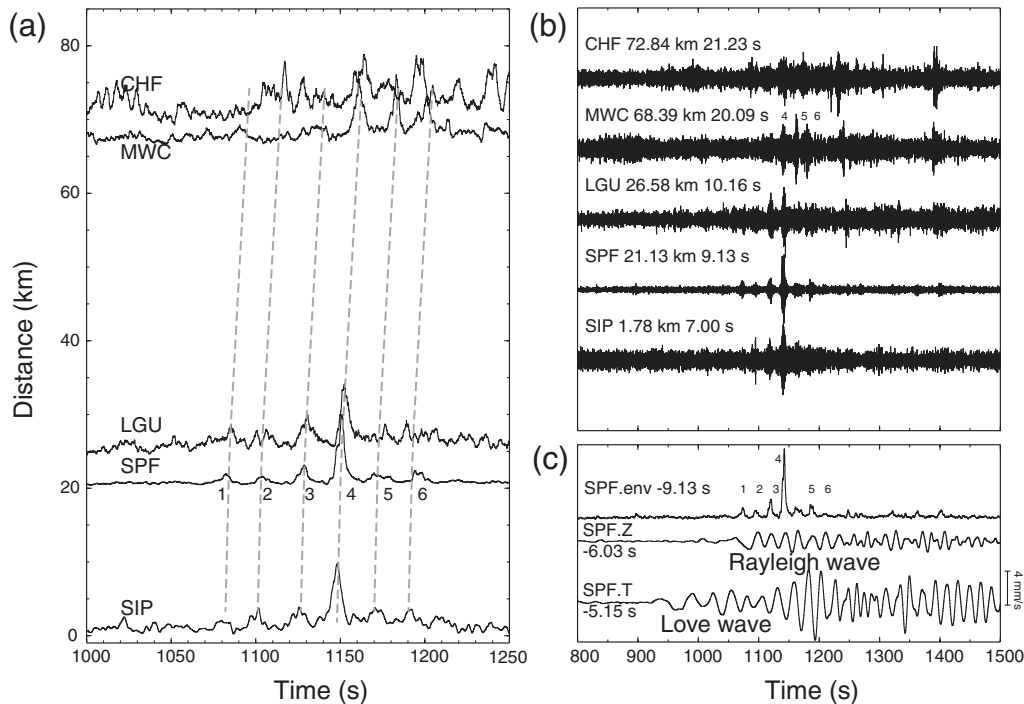 (a)
80
60
40
20
0
Distance (km)
CHF
MWC
LGU
SPF
1 2 3 4 5 6
SIP
1000 1050 1100 1150 1200 1250
Time (s)
(b)
CHF 72.84 km 21.23 s
MWC 68.39 km 20.09 s
4 5 6
LGU 26.58 km 10.16 s
SPF 21.13 km 9.13 s
SIP 1.78 km 7.00 s
(c)
4
SPF.env -9.13 s
1 2 3 5 6
SPF.Z
-6.03 s
Rayleigh wave
SPF.T
-5.15 s
Love wave
4 mm/s
800 900 1000 1100 1200 1300 1400 1500
Time (s)